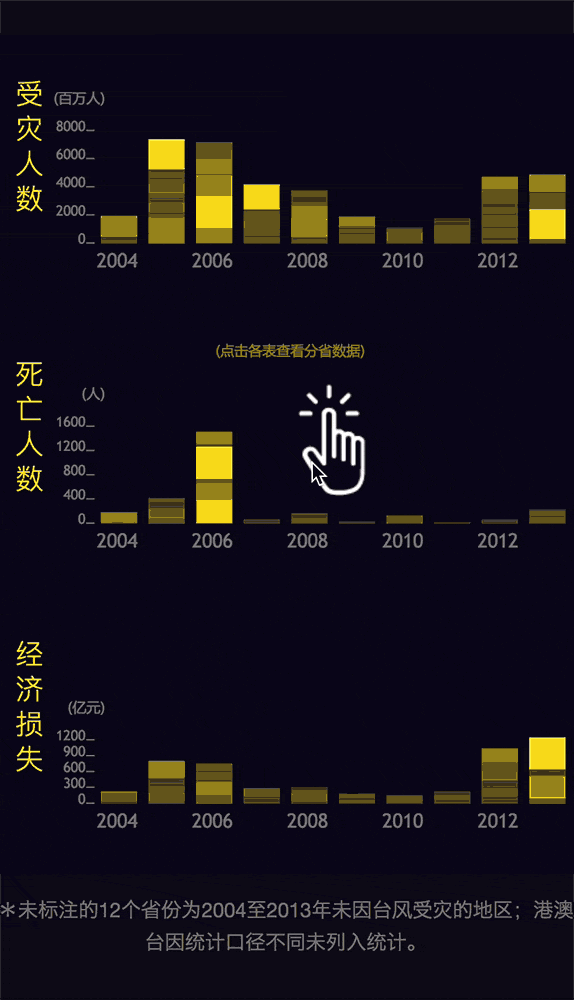 受灾人数
(百万人)
8000
6000
4000
2000
0
2004 2006 2008 2010 2012
(点击各表查看分省数据)
死亡人数
(人)
1600
1200
800
400
0
2004 2006 2008 2010 2012
经济损失
(亿元)
1200
900
600
300
0
2004 2006 2008 2010 2012
*未标注的12个省份为2004至2013年未因台风受灾的地区；港澳
台因统计口径不同未列入统计。